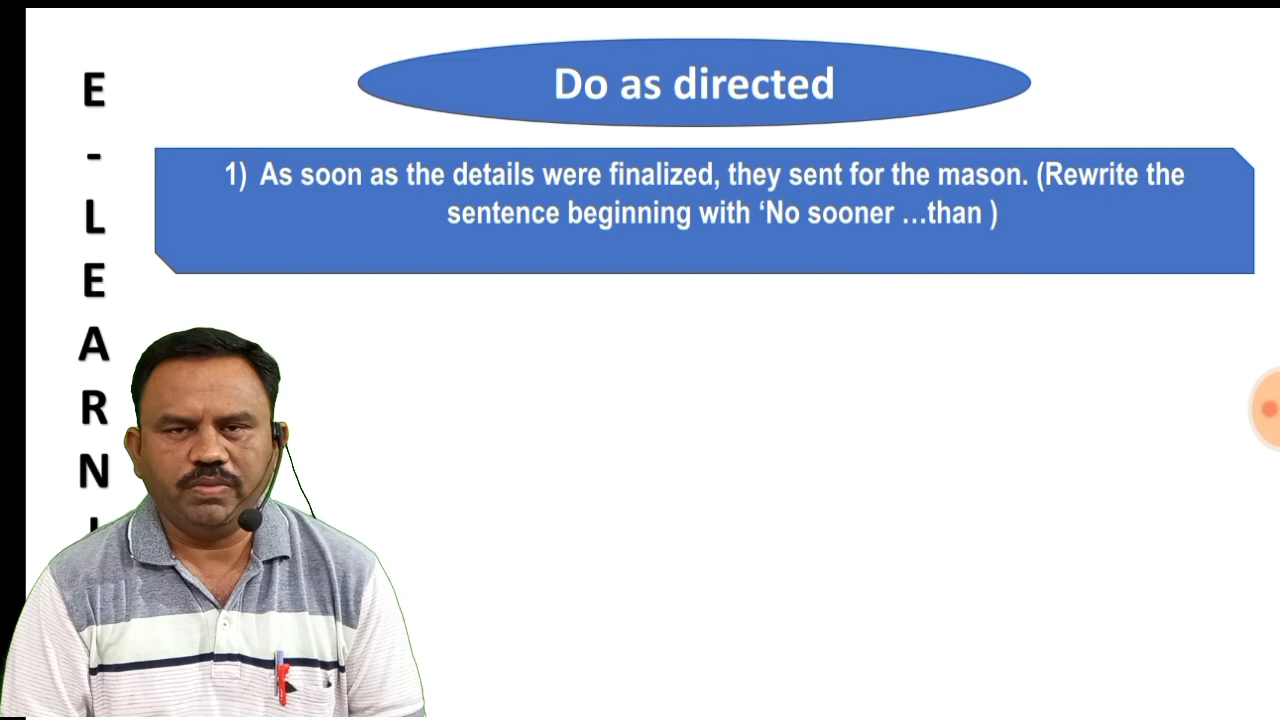 Do as directed
1) As soon as the details were finalized, they sent for the mason. (Rewrite the
sentence beginning with ‘No sooner …than )
E
-
L
E
A
R
N